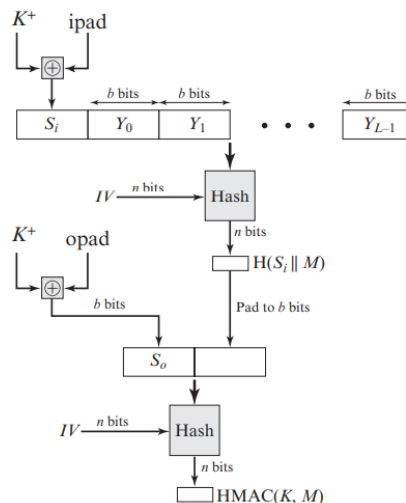 K+ ipad
⊕
b bits b bits b bits
Si Y0 Y1 • • • YL–1
IV n bits Hash
n bits
K+ opad
H(Si || M)
⊕
b bits Pad to b bits
So
n bits
IV Hash
n bits
HMAC(K, M)